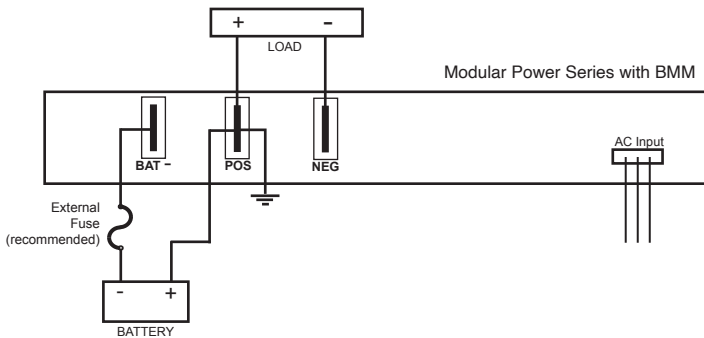 + -
LOAD
Modular Power Series with BMM
AC Input
BAT –
POS
NEG
External
Fuse
(recommended)
- +
BATTERY